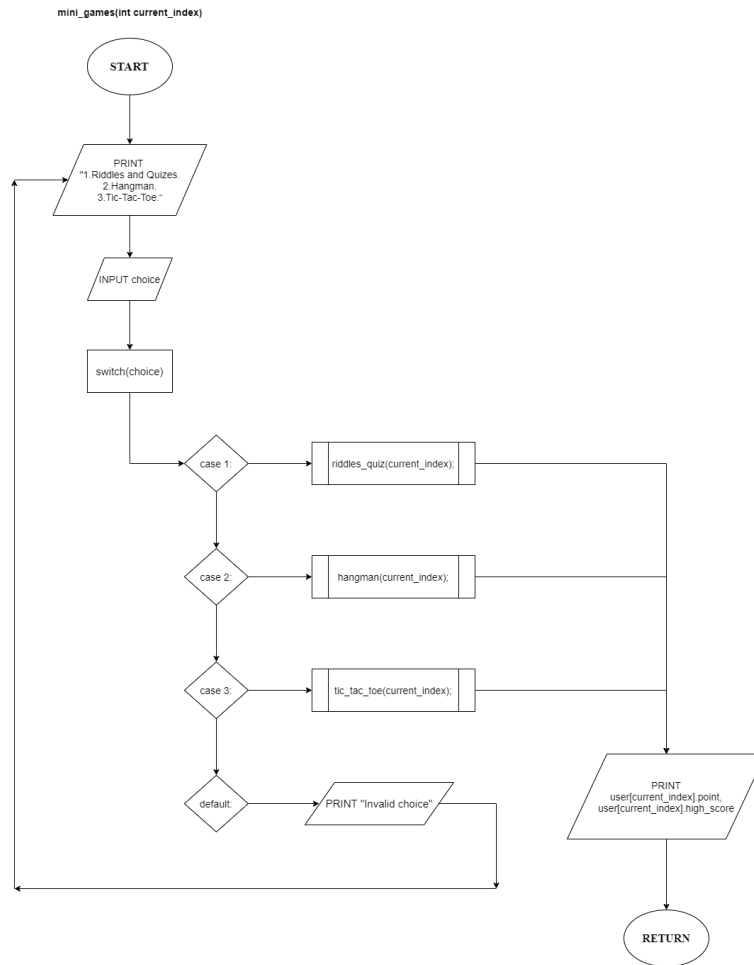 mini_games(int current_index)
START
PRINT
"1.Riddles and Quizes.
2.Hangman.
3.Tic-Tac-Toe."
INPUT choice
switch(choice)
case 1:
riddles_quiz(current_index);
case 2:
hangman(current_index);
case 3:
tic_tac_toe(current_index);
default:
PRINT "Invalid choice"
PRINT
user[current_index].point,
user[current_index].high_score
RETURN